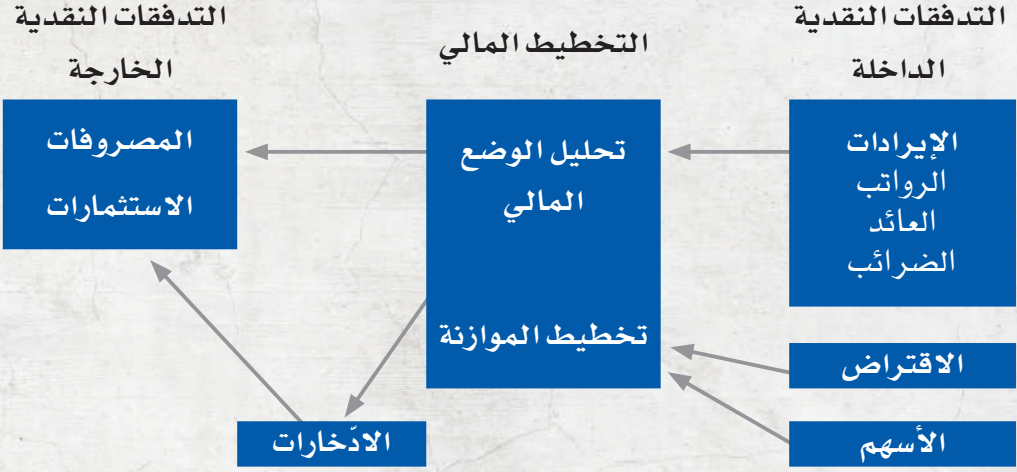 التدفقات النقدية
الداخلة
الإيرادات
الرواتب
العائد
الضرائب
الاقتراض
الأسهم
التخطيط المالي
تحليل الوضع
المالي
تخطيط الموازنة
التدفقات النقدية
الخارجة
المصروفات
الاستثمارات
الادّخارات